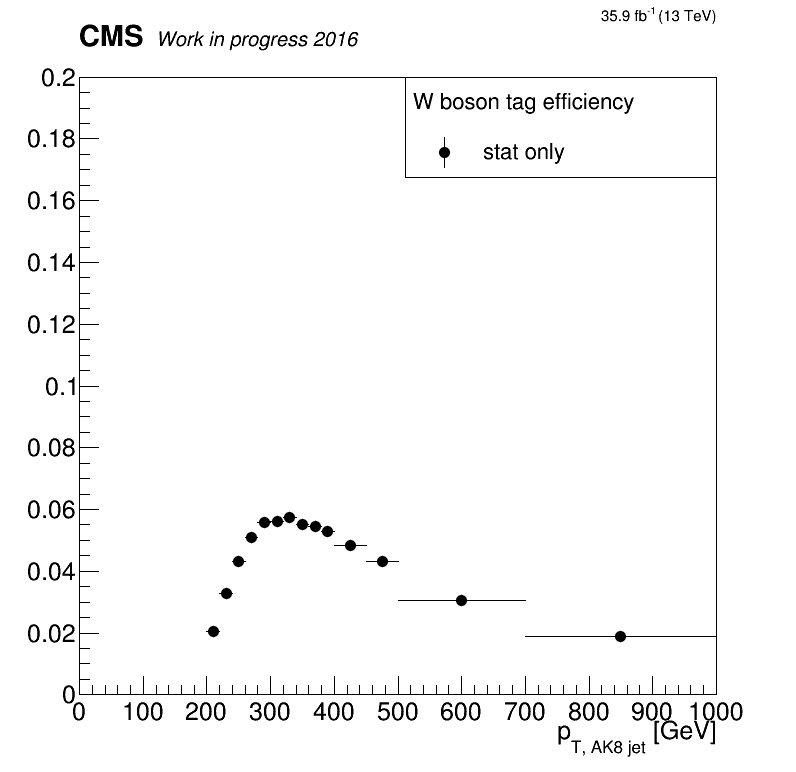 35.9 fb⁻¹ (13 TeV)
CMS Work in progress 2016
W boson tag efficiency
stat only
0.2
0.18
0.16
0.14
0.12
0.1
0.08
0.06
0.04
0.02
0
0 100 200 300 400 500 600 700 800 900 1000
p_T, AK8 jet [GeV]